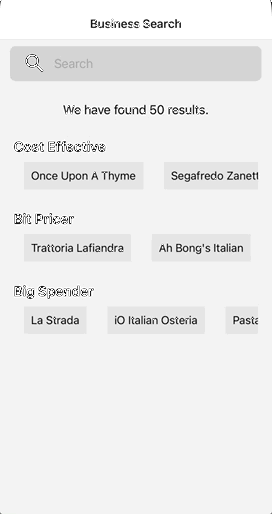 Business Search
Search
We have found 50 results.
Cost Effective
Once Upon A Thyme Segafredo Zanett
Bit Pricer
Trattoria Lafiandra Ah Bong's Italian
Big Spender
La Strada iO Italian Osteria Pasta